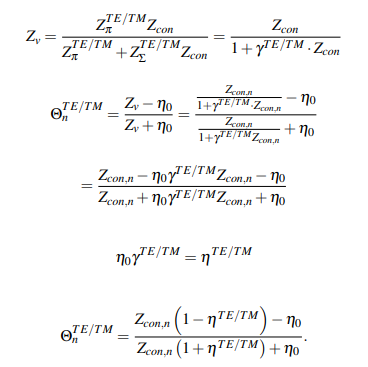 $Z_v = \frac{Z_\pi^{TE/TM} Z_{con}}{Z_\pi^{TE/TM} + Z_\Sigma^{TE/TM} Z_{con}} = \frac{Z_{con}}{1 + \gamma^{TE/TM} \cdot Z_{con}}$
$\Theta_n^{TE/TM} = \frac{Z_v - \eta_0}{Z_v + \eta_0} = \frac{\frac{Z_{con,n}}{1 + \gamma^{TE/TM} \cdot Z_{con,n}} - \eta_0}{\frac{Z_{con,n}}{1 + \gamma^{TE/TM} Z_{con,n}} + \eta_0}$
$= \frac{Z_{con,n} - \eta_0 \gamma^{TE/TM} Z_{con,n} - \eta_0}{Z_{con,n} + \eta_0 \gamma^{TE/TM} Z_{con,n} + \eta_0}$
$\eta_0 \gamma^{TE/TM} = \eta^{TE/TM}$
$\Theta_n^{TE/TM} = \frac{Z_{con,n} \left(1 - \eta^{TE/TM}\right) - \eta_0}{Z_{con,n} \left(1 + \eta^{TE/TM}\right) + \eta_0}.$